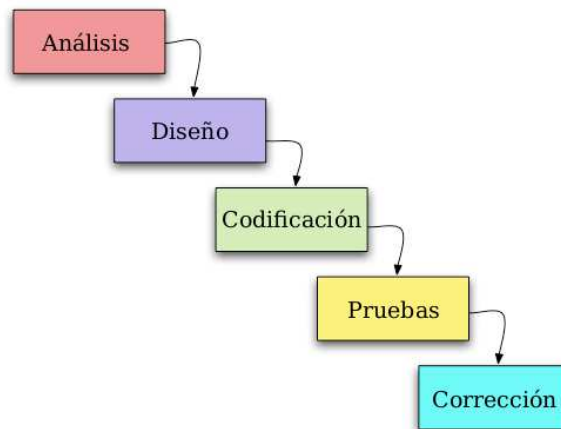 Análisis
Diseño
Codificación
Pruebas
Corrección